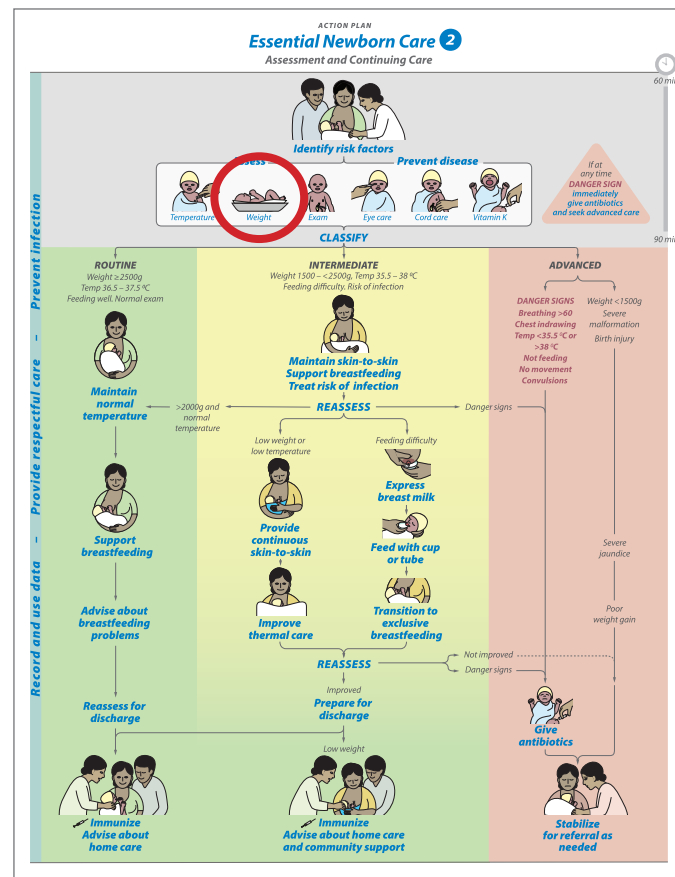 ACTION PLAN
Essential Newborn Care 2
Assessment and Continuing Care
60 min
Identify risk factors
Prevent disease
Temperature
Weight
Exam
Eye care
Cord care
Vitamin K
If at
any time
DANGER SIGN
immediately
give antibiotics
and seek advanced care
CLASSIFY
90 min
ROUTINE
Weight ≥2500g
Temp 36.5 – 37.5 ºC
Feeding well. Normal exam
INTERMEDIATE
Weight 1500 – <2500g, Temp 35.5 – 38 ºC
Feeding difficulty. Risk of infection
ADVANCED
DANGER SIGNS
Breathing >60
Chest indrawing
Temp <35.5 ºC or
>38 ºC
Not feeding
No movement
Convulsions
Weight <1500g
Severe
malformation
Birth injury
Maintain
normal
temperature
Maintain skin-to-skin
Support breastfeeding
Treat risk of infection
>2000g and
normal
temperature
REASSESS
Danger signs
Low weight or
low temperature
Feeding difficulty
Express
breast milk
Support
breastfeeding
Provide
continuous
skin-to-skin
Feed with cup
or tube
Severe
jaundice
Advise about
breastfeeding
problems
Improve
thermal care
Transition to
exclusive
breastfeeding
Poor
weight gain
REASSESS
Not improved
Danger signs
Improved
Reassess for
discharge
Prepare for
discharge
Give
antibiotics
Low weight
Immunize
Advise about
home care
Immunize
Advise about home care
and community support
Stabilize
for referral as
needed
Record and use data – Provide respectful care – Prevent infection